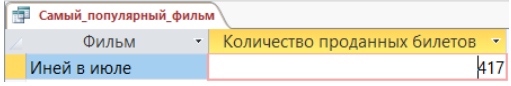 Самый_популярный_фильм
Фильм Количество проданных билетов
Иней в июле 417